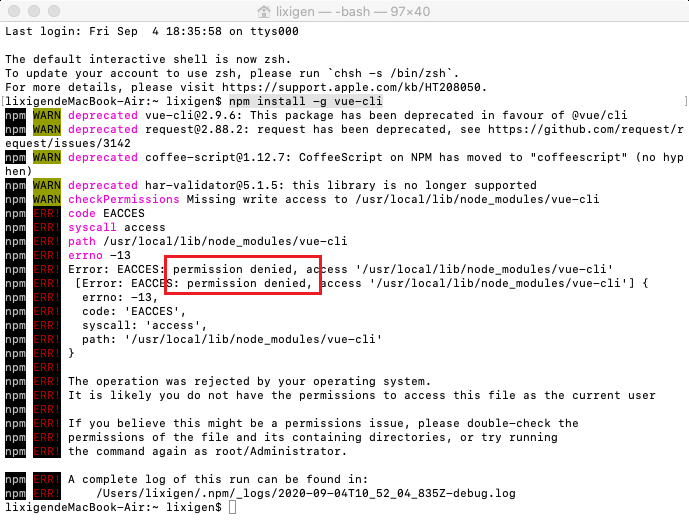 lixigen — -bash — 97×40
Last login: Fri Sep  4 18:35:58 on ttys000
The default interactive shell is now zsh.
To update your account to use zsh, please run `chsh -s /bin/zsh`.
For more details, please visit https://support.apple.com/kb/HT208050.
[lixigendeMacBook-Air:~ lixigen$ npm install -g vue-cli ]
npm WARN deprecated vue-cli@2.9.6: This package has been deprecated in favour of @vue/cli
npm WARN deprecated request@2.88.2: request has been deprecated, see https://github.com/request/r
equest/issues/3142
npm WARN deprecated coffee-script@1.12.7: CoffeeScript on NPM has moved to "coffeescript" (no hyp
hen)
npm WARN deprecated har-validator@5.1.5: this library is no longer supported
npm WARN checkPermissions Missing write access to /usr/local/lib/node_modules/vue-cli
npm ERR! code EACCES
npm ERR! syscall access
npm ERR! path /usr/local/lib/node_modules/vue-cli
npm ERR! errno -13
npm ERR! Error: EACCES: permission denied, access '/usr/local/lib/node_modules/vue-cli'
npm ERR!  [Error: EACCES: permission denied, access '/usr/local/lib/node_modules/vue-cli'] {
npm ERR!   errno: -13,
npm ERR!   code: 'EACCES',
npm ERR!   syscall: 'access',
npm ERR!   path: '/usr/local/lib/node_modules/vue-cli'
npm ERR! }
npm ERR!
npm ERR! The operation was rejected by your operating system.
npm ERR! It is likely you do not have the permissions to access this file as the current user
npm ERR!
npm ERR! If you believe this might be a permissions issue, please double-check the
npm ERR! permissions of the file and its containing directories, or try running
npm ERR! the command again as root/Administrator.
npm ERR!
npm ERR! A complete log of this run can be found in:
npm ERR!     /Users/lixigen/.npm/_logs/2020-09-04T10_52_04_835Z-debug.log
lixigendeMacBook-Air:~ lixigen$